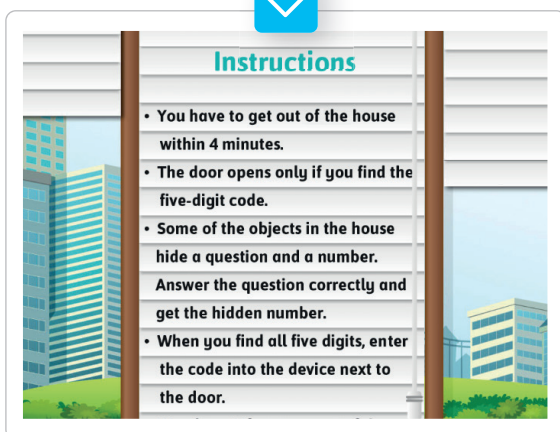 Instructions
• You have to get out of the house
within 4 minutes.
• The door opens only if you find the
five-digit code.
• Some of the objects in the house
hide a question and a number.
Answer the question correctly and
get the hidden number.
• When you find all five digits, enter
the code into the device next to
the door.